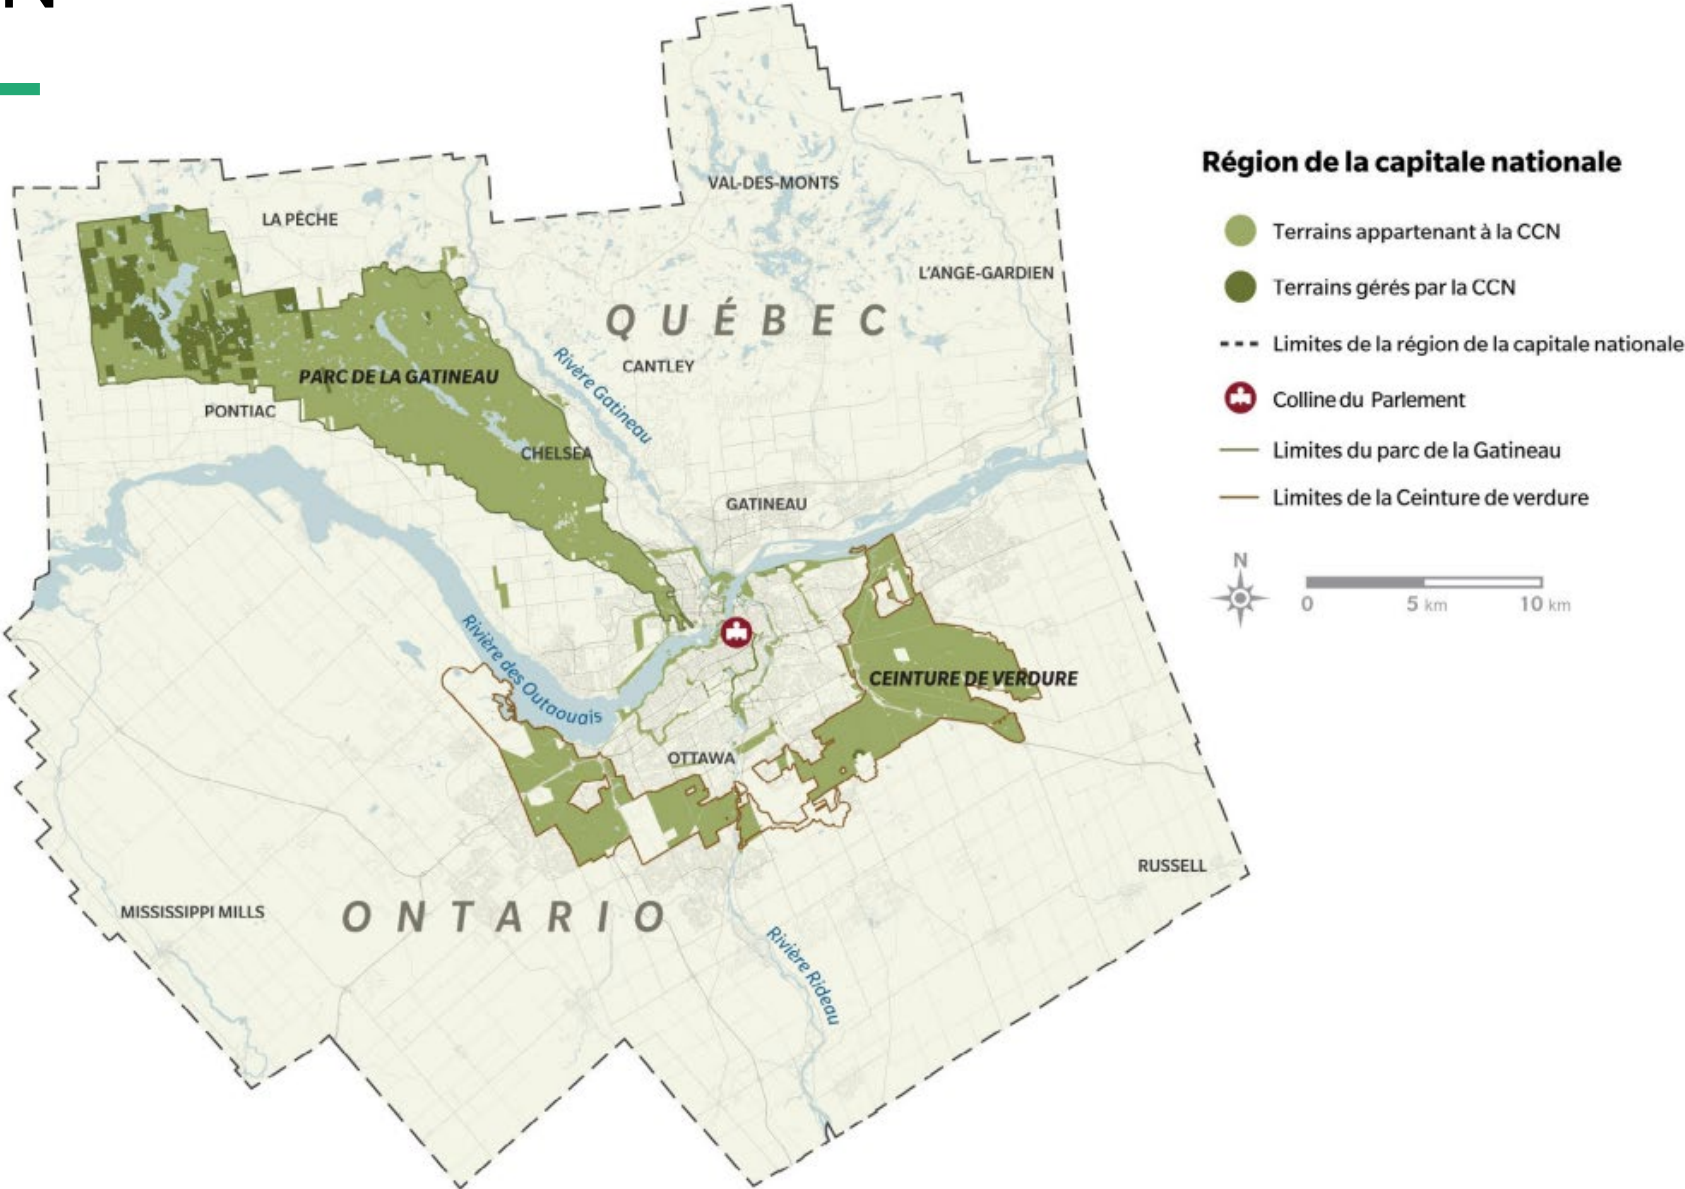 N
Région de la capitale nationale
Terrains appartenant à la CCN
Terrains gérés par la CCN
Limites de la région de la capitale nationale
Colline du Parlement
Limites du parc de la Gatineau
Limites de la Ceinture de verdure
N
0 5 km 10 km
VAL-DES-MONTS
LA PÊCHE
L'ANGE-GARDIEN
QUÉBEC
CANTLEY
Rivère Gatineau
PARC DE LA GATINEAU
PONTIAC
CHELSEA
GATINEAU
Rivière des Outaouais
CEINTURE DE VERDURE
OTTAWA
RUSSELL
MISSISSIPPI MILLS
ONTARIO
Rivière Rideau